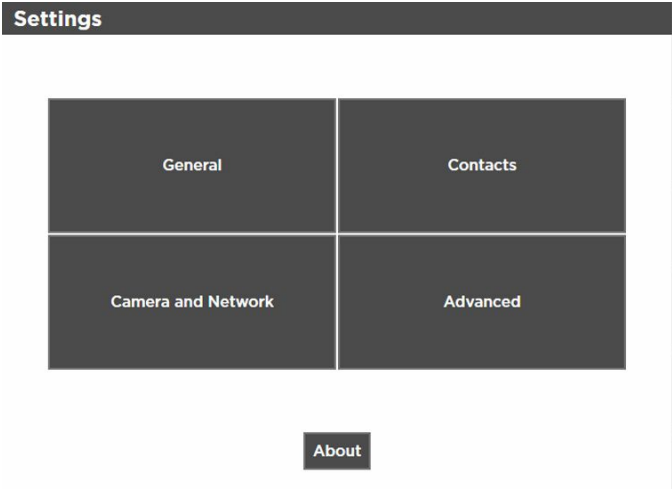 Settings
General
Contacts
Camera and Network
Advanced
About